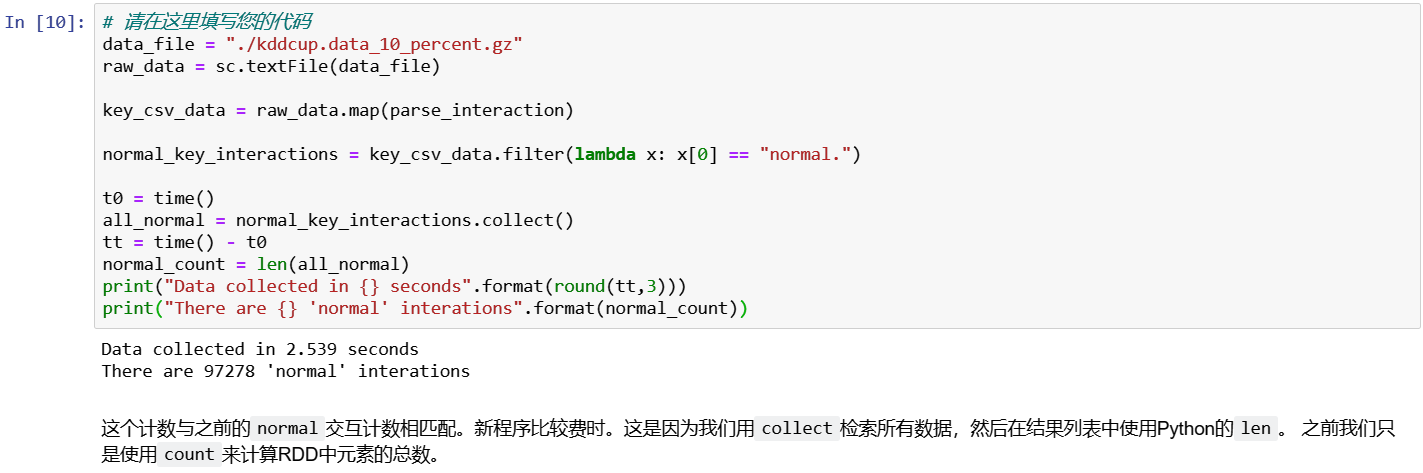 In [10]: # 请在这里填写您的代码
data_file = "./kddcup.data_10_percent.gz"
raw_data = sc.textFile(data_file)
key_csv_data = raw_data.map(parse_interaction)
normal_key_interactions = key_csv_data.filter(lambda x: x[0] == "normal.")
t0 = time()
all_normal = normal_key_interactions.collect()
tt = time() - t0
normal_count = len(all_normal)
print("Data collected in {} seconds".format(round(tt,3)))
print("There are {} 'normal' interations".format(normal_count))
Data collected in 2.539 seconds
There are 97278 'normal' interations
这个计数与之前的 normal 交互计数相匹配。新程序比较费时。这是因为我们用 collect 检索所有数据，然后在结果列表中使用Python的 len 。 之前我们只
是使用 count 来计算RDD中元素的总数。